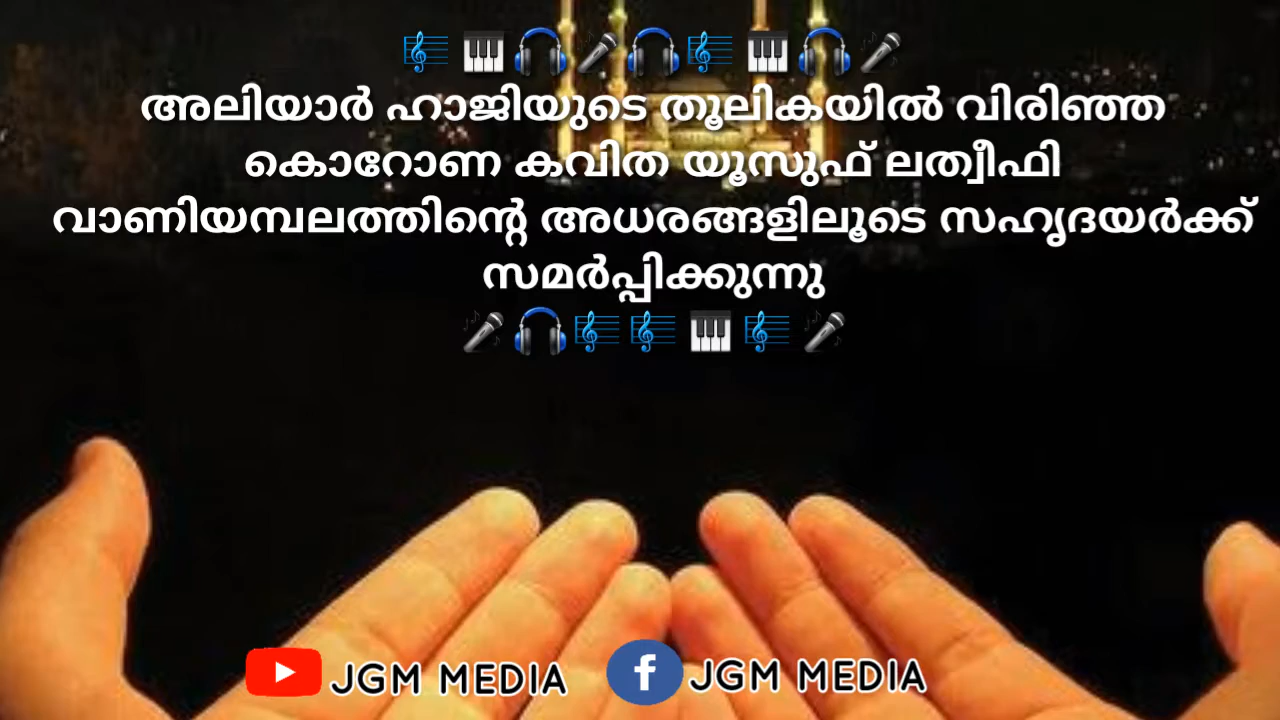 🎼 🎹🎧🎤🎧🎼 🎹🎧🎤
അലിയാർ ഹാജിയുടെ തൂലികയിൽ വിരിഞ്ഞ
കൊറോണ കവിത യൂസുഫ് ലത്വീഫി
വാണിയമ്പലത്തിന്റെ അധരങ്ങളിലൂടെ സഹൃദയർക്ക്
സമർപ്പിക്കുന്നു
🎤🎧🎼🎼 🎹 🎼 🎤
JGM MEDIA
JGM MEDIA